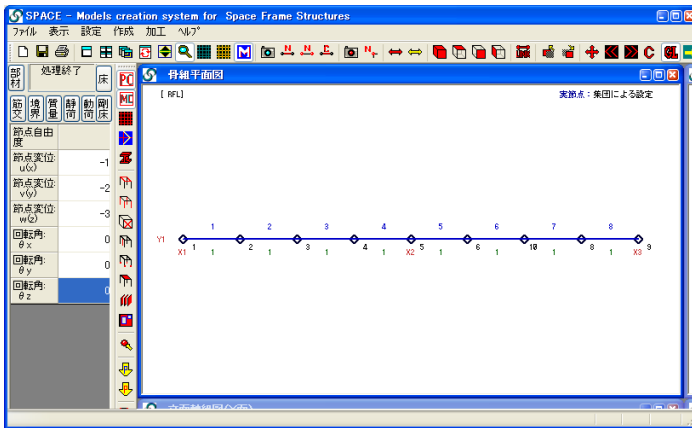 SPACE - Models creation system for Space Frame Structures
ファイル 表示 設定 作成 加工 ヘルプ
部材 処理終了 床
筋交 境界 質量 静荷 動荷 剛床
PC
MC
M
C
節点自由度
節点変位: u(x) -1
節点変位: v(y) -2
節点変位: w(z) -3
回転角: θx 0
回転角: θy 0
回転角: θz 0
骨組平面図
[ RFL]
実節点:集団による設定
1 2 3 4 5 6 7 8
Y1
1 2 3 4 5 6 8 9
X1 1 1 1 1 X2 1 1 1 1 X3